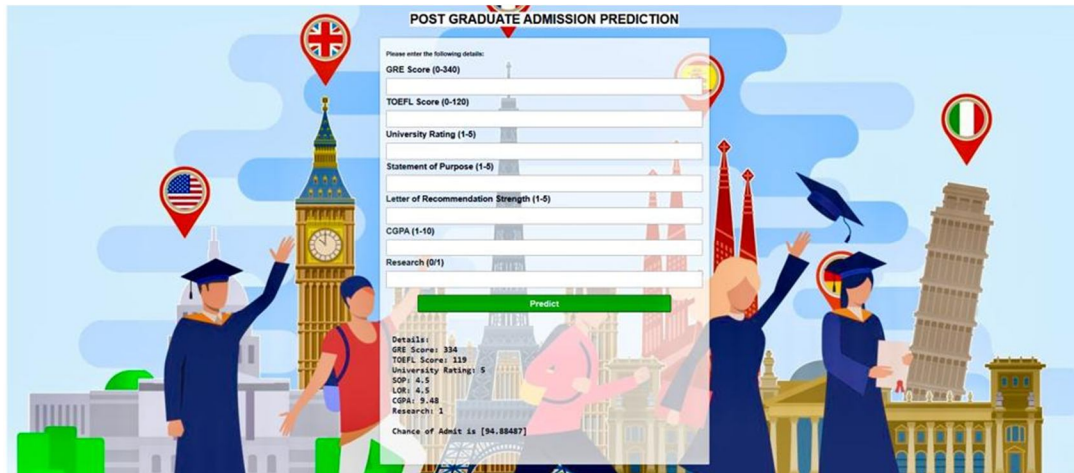 POST GRADUATE ADMISSION PREDICTION
Please enter the following details:
GRE Score (0-340)
TOEFL Score (0-120)
University Rating (1-5)
Statement of Purpose (1-5)
Letter of Recommendation Strength (1-5)
CGPA (1-10)
Research (0/1)
Predict
Details:
GRE Score: 334
TOEFL Score: 119
University Rating: 5
SOP: 4.5
LOR: 4.5
CGPA: 9.48
Research: 1
Chance of Admit is [94.88487]